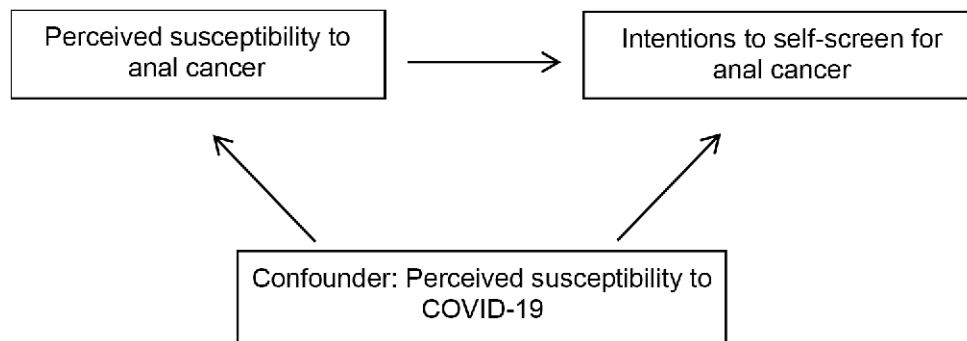 Perceived susceptibility to
anal cancer
Intentions to self-screen for
anal cancer
Confounder: Perceived susceptibility to
COVID-19